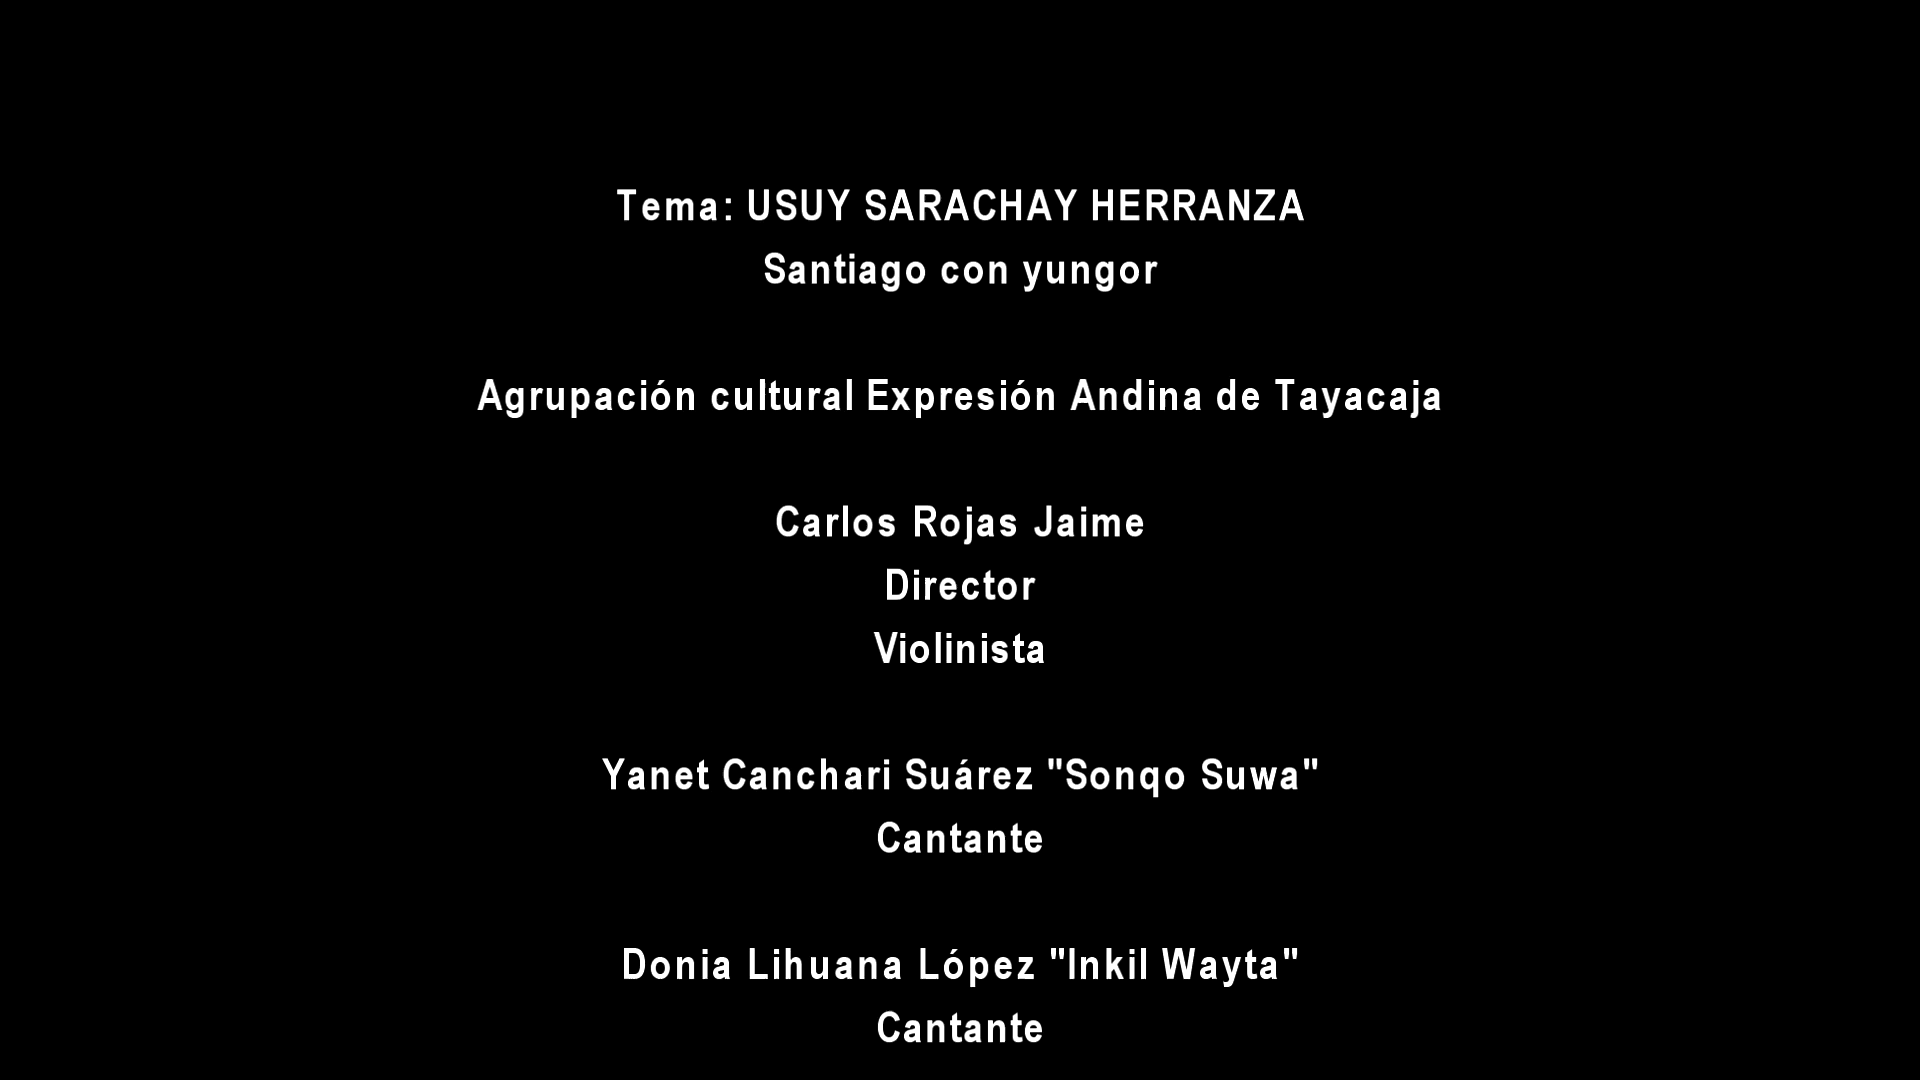 Tema: USUY SARACHAY HERRANZA
Santiago con yungor
Agrupación cultural Expresión Andina de Tayacaja
Carlos Rojas Jaime
Director
Violinista
Yanet Canchari Suárez "Sonqo Suwa"
Cantante
Donia Lihuana López "Inkil Wayta"
Cantante